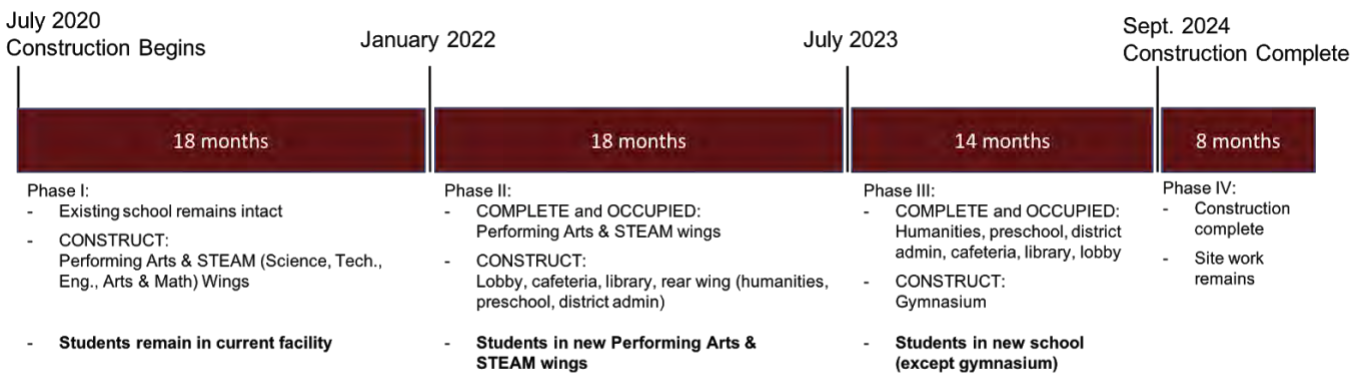 July 2020
Construction Begins
January 2022
July 2023
Sept. 2024
Construction Complete
18 months
18 months
14 months
8 months
Phase I:
- Existing school remains intact
- CONSTRUCT:
Performing Arts & STEAM (Science, Tech.,
Eng., Arts & Math) Wings
- Students remain in current facility
Phase II:
- COMPLETE and OCCUPIED:
Performing Arts & STEAM wings
- CONSTRUCT:
Lobby, cafeteria, library, rear wing (humanities,
preschool, district admin)
- Students in new Performing Arts &
STEAM wings
Phase III:
- COMPLETE and OCCUPIED:
Humanities, preschool, district
admin, cafeteria, library, lobby
- CONSTRUCT:
Gymnasium
- Students in new school
(except gymnasium)
Phase IV:
- Construction
complete
- Site work
remains